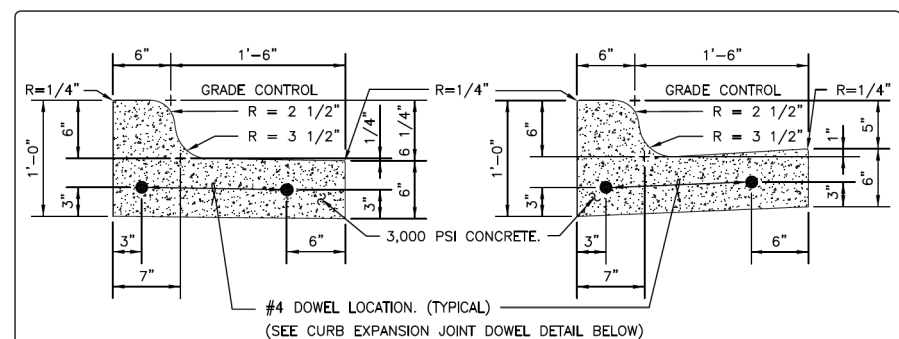 6" 1'-6" 6" 1'-6"
R=1/4" GRADE CONTROL R=1/4" GRADE CONTROL R=1/4"
R = 2 1/2" R = 2 1/2"
R = 3 1/2" R = 3 1/2"
1'-0" 6" 1/4" 6 1/4" 1'-0" 6" 1" 5"
3" 3" 6" 3" 3" 6"
3,000 PSI CONCRETE.
3" 6" 3" 6"
7" 7"
#4 DOWEL LOCATION. (TYPICAL)
(SEE CURB EXPANSION JOINT DOWEL DETAIL BELOW)